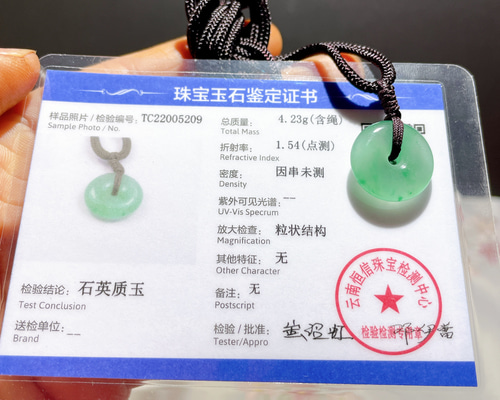 珠宝玉石鉴定证书
样品照片/检验编号: TC22005209
Sample Photo / No.
总质量: 4.23g(含绳)
Total Mass
折射率: 1.54(点测)
Refractive Index
密度: 因串未测
Density
紫外可见光谱: --
UV-Vis Specrum
放大检查: 粒状结构
Magnification
其他特征: 无
Other Character
检验结论: 石英质玉
Test Conclusion
备注: 无
Postscript
送检单位: --
Brand
检验/批准:
Tester/Appro
云南恒信珠宝检测中心
检验检测专用章